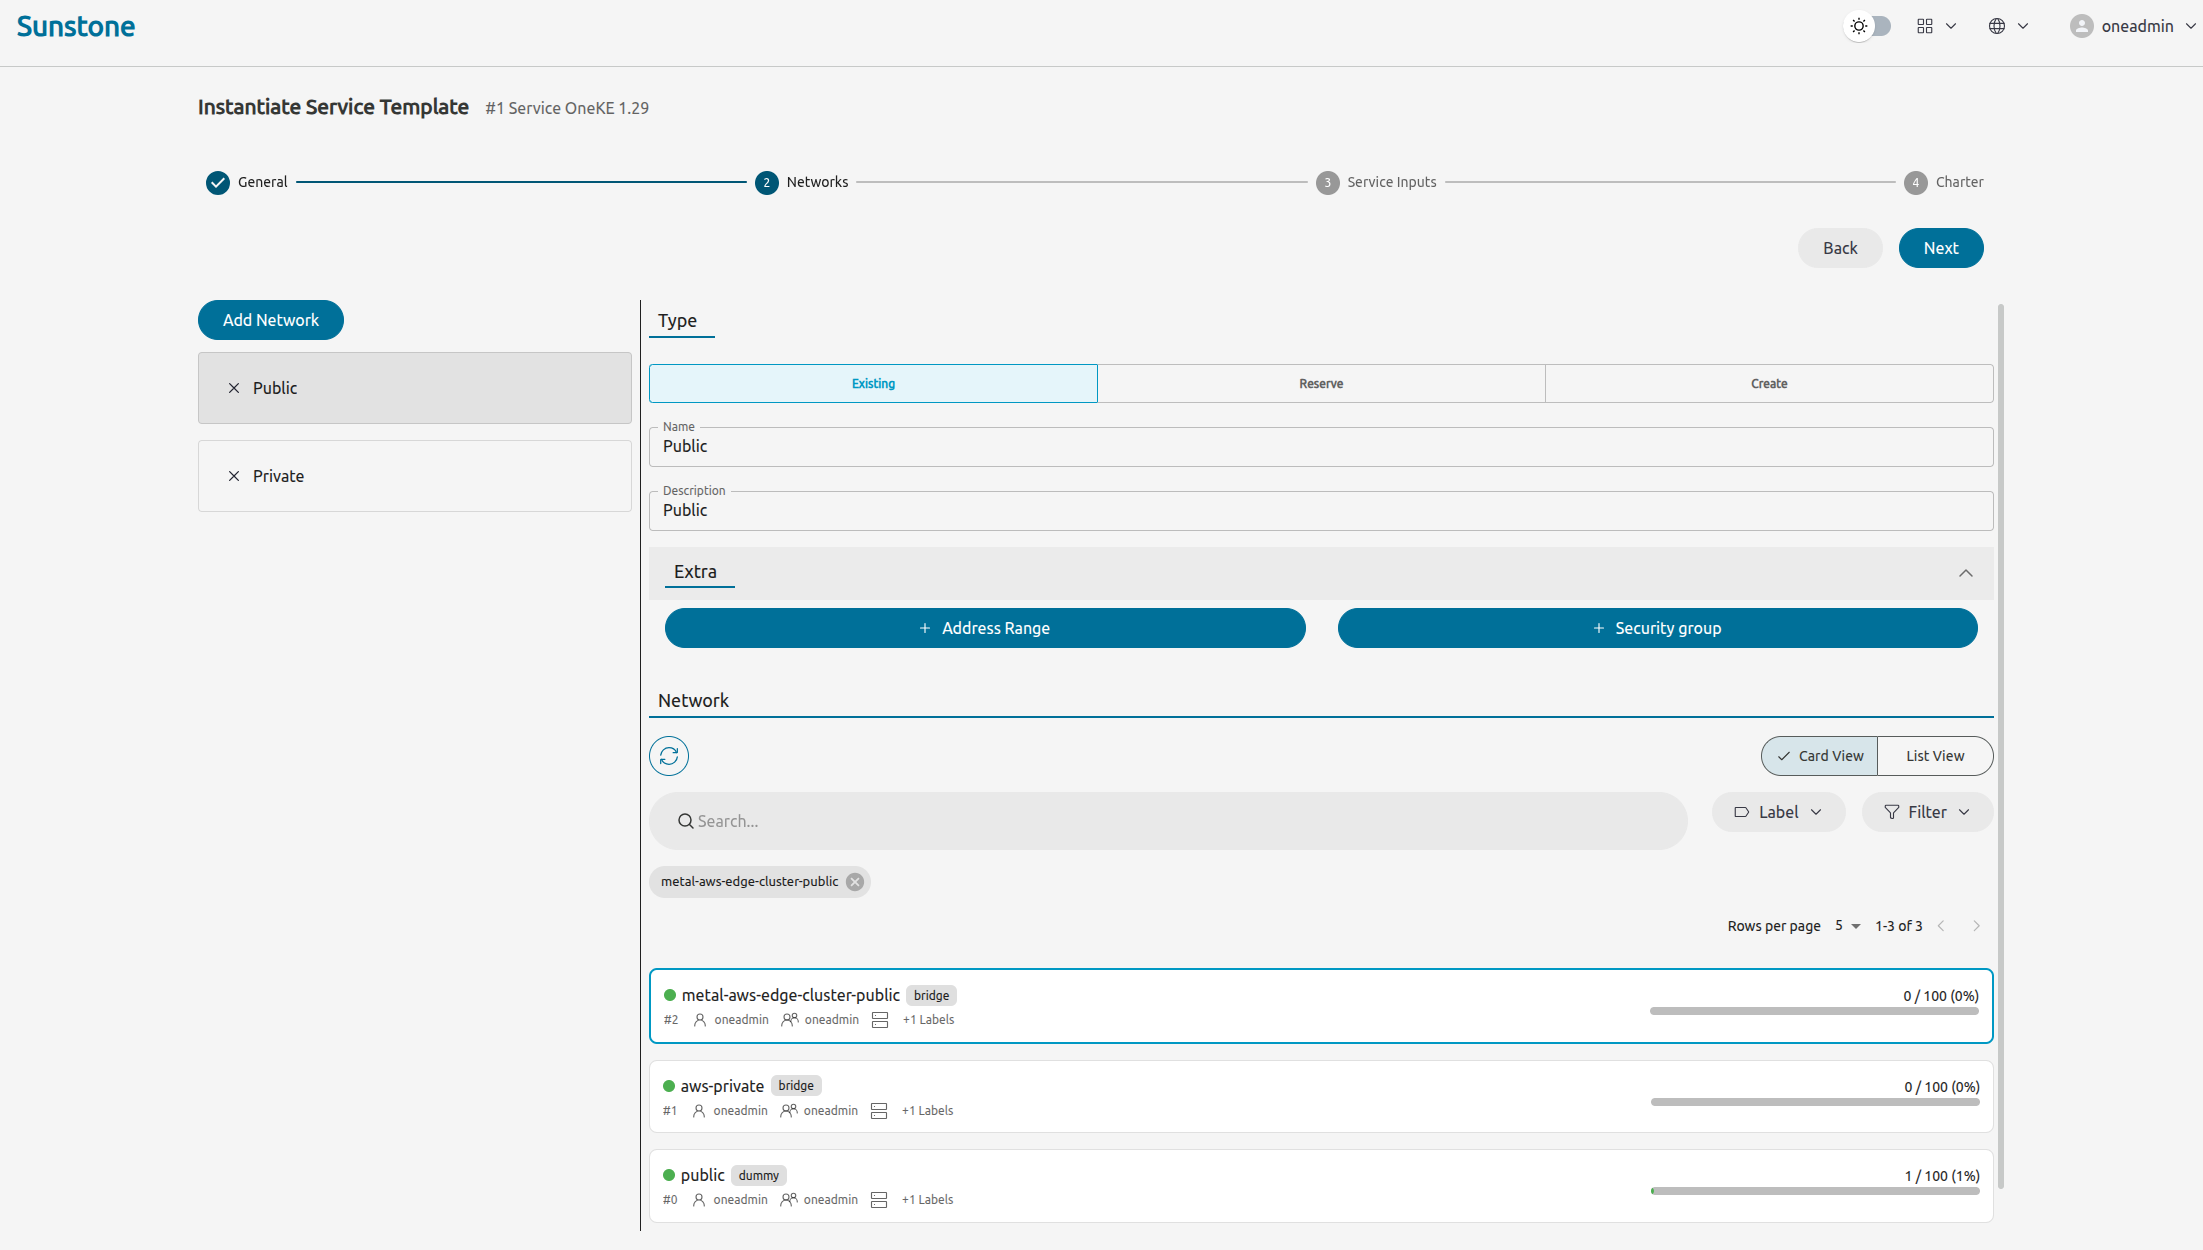 Sunstone
oneadmin
Instantiate Service Template #1 Service OneKE 1.29
General
2 Networks
3 Service Inputs
4 Charter
Back
Next
Add Network
Public
Private
Type
Existing
Reserve
Create
Name
Public
Description
Public
Extra
+ Address Range
+ Security group
Network
Card View
List View
Search...
Label
Filter
metal-aws-edge-cluster-public
Rows per page 5 1-3 of 3
metal-aws-edge-cluster-public bridge
0 / 100 (0%)
#2 oneadmin oneadmin +1 Labels
aws-private bridge
0 / 100 (0%)
#1 oneadmin oneadmin +1 Labels
public dummy
1 / 100 (1%)
#0 oneadmin oneadmin +1 Labels